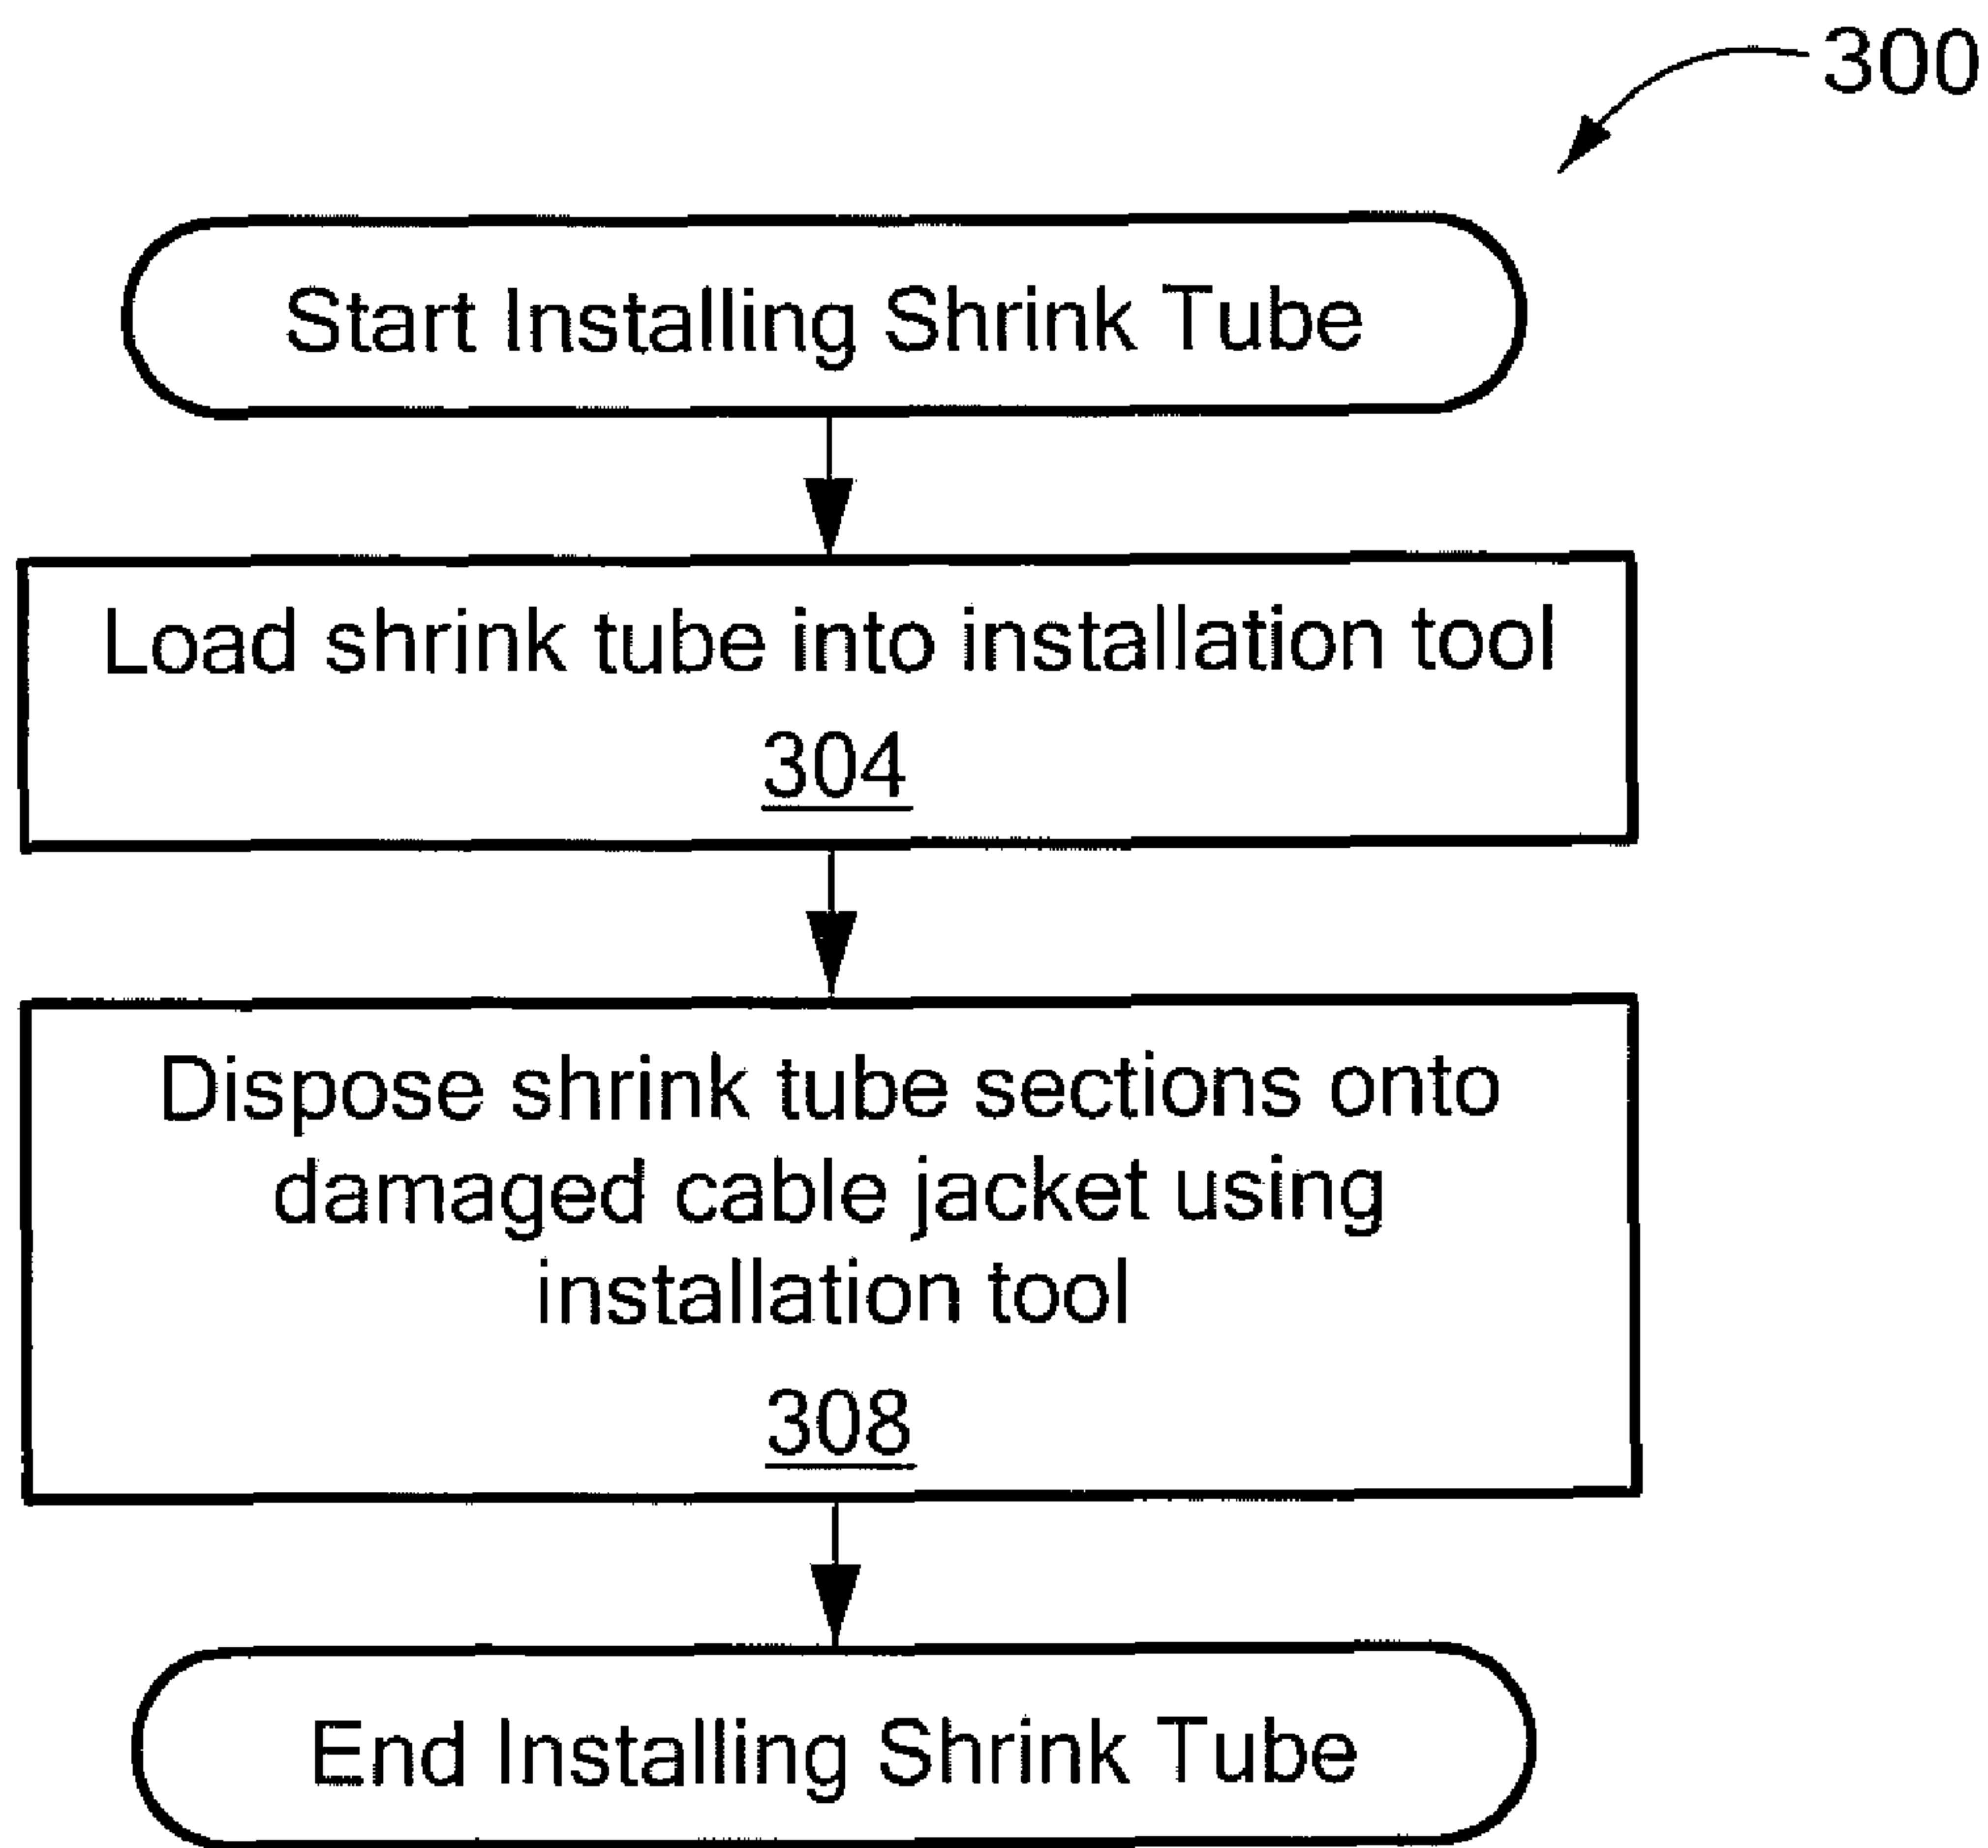 300
Start Installing Shrink Tube
Load shrink tube into installation tool
304
Dispose shrink tube sections onto
damaged cable jacket using
installation tool
308
End Installing Shrink Tube